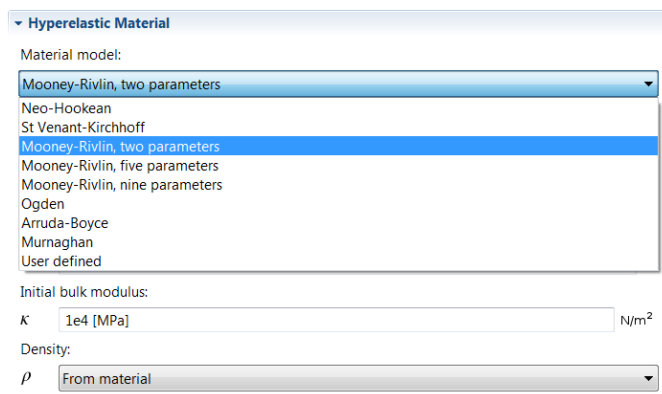 Hyperelastic Material
Material model:
Mooney-Rivlin, two parameters
Neo-Hookean
St Venant-Kirchhoff
Mooney-Rivlin, two parameters
Mooney-Rivlin, five parameters
Mooney-Rivlin, nine parameters
Ogden
Arruda-Boyce
Murnaghan
User defined
Initial bulk modulus:
κ 1e4 [MPa] N/m²
Density:
ρ From material